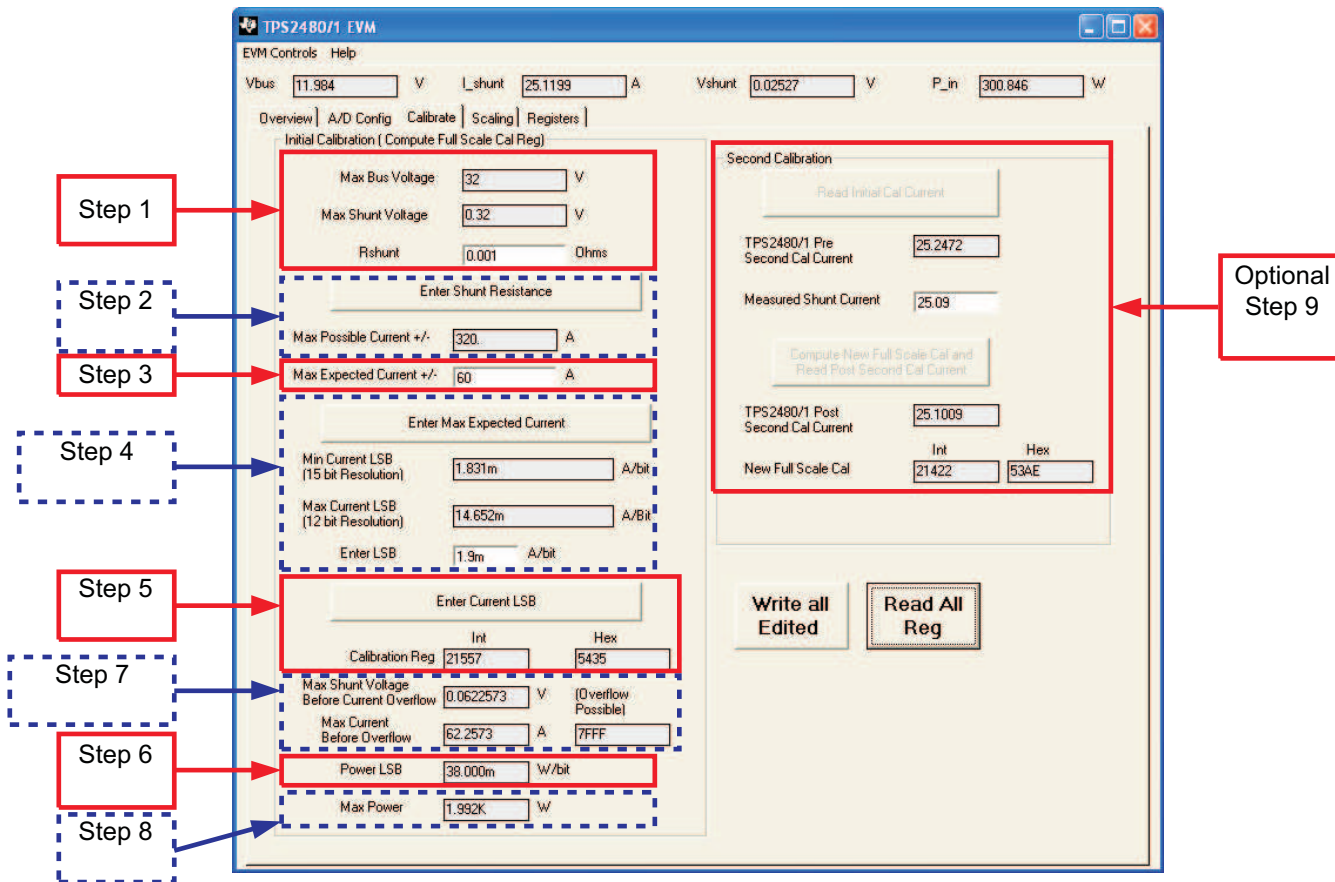 TPS2480/1 EVM
EVM Controls Help
Vbus 11.984 V I_shunt 25.1199 A Vshunt 0.02527 V P_in 300.846 W
Overview A/D Config Calibrate Scaling Registers
Initial Calibration ( Compute Full Scale Cal Reg)
Step 1
Max Bus Voltage 32 V
Max Shunt Voltage 0.32 V
Rshunt 0.001 Ohms
Step 2
Enter Shunt Resistance
Max Possible Current +/- 320. A
Step 3
Max Expected Current +/- 60 A
Step 4
Enter Max Expected Current
Min Current LSB
(15 bit Resolution) 1.831m A/bit
Max Current LSB
(12 bit Resolution) 14.652m A/Bit
Enter LSB 1.9m A/bit
Step 5
Enter Current LSB
Int Hex
Calibration Reg 21557 5435
Step 7
Max Shunt Voltage
Before Current Overflow 0.0622573 V (Overflow
Possible)
Max Current
Before Overflow 62.2573 A 7FFF
Step 6
Power LSB 38.000m W/bit
Step 8
Max Power 1.992K W
Second Calibration
Read Initial Cal Current
TPS2480/1 Pre
Second Cal Current 25.2472
Measured Shunt Current 25.09
Compute New Full Scale Cal and
Read Post Second Cal Current
TPS2480/1 Post
Second Cal Current 25.1009
Int Hex
New Full Scale Cal 21422 53AE
Optional
Step 9
Write all
Edited
Read All
Reg